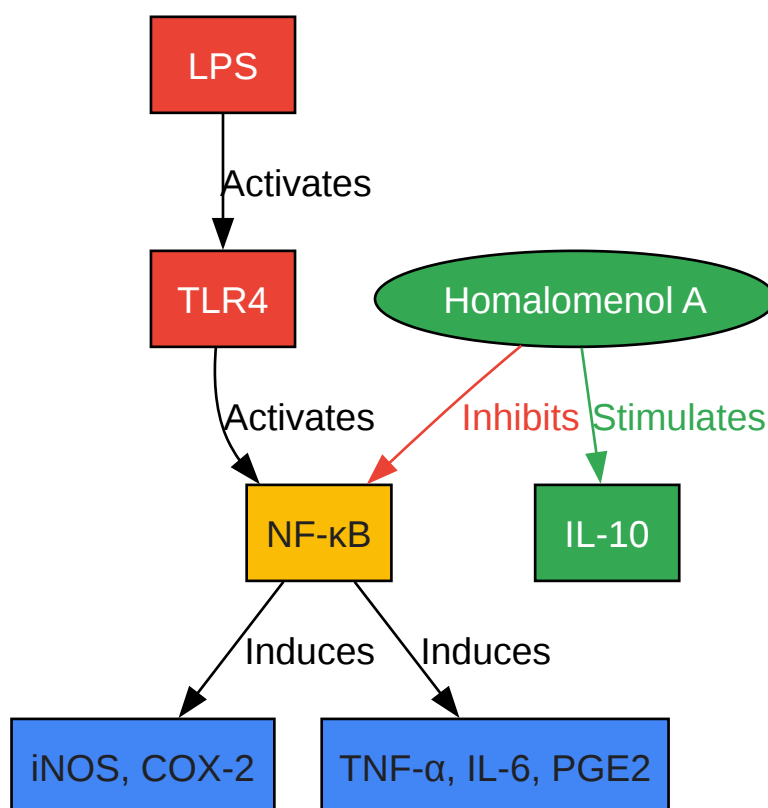 LPS
Activates
TLR4
Homalomenol A
Activates
Inhibits
Stimulates
NF-κB
IL-10
Induces
Induces
iNOS, COX-2
TNF-α, IL-6, PGE2